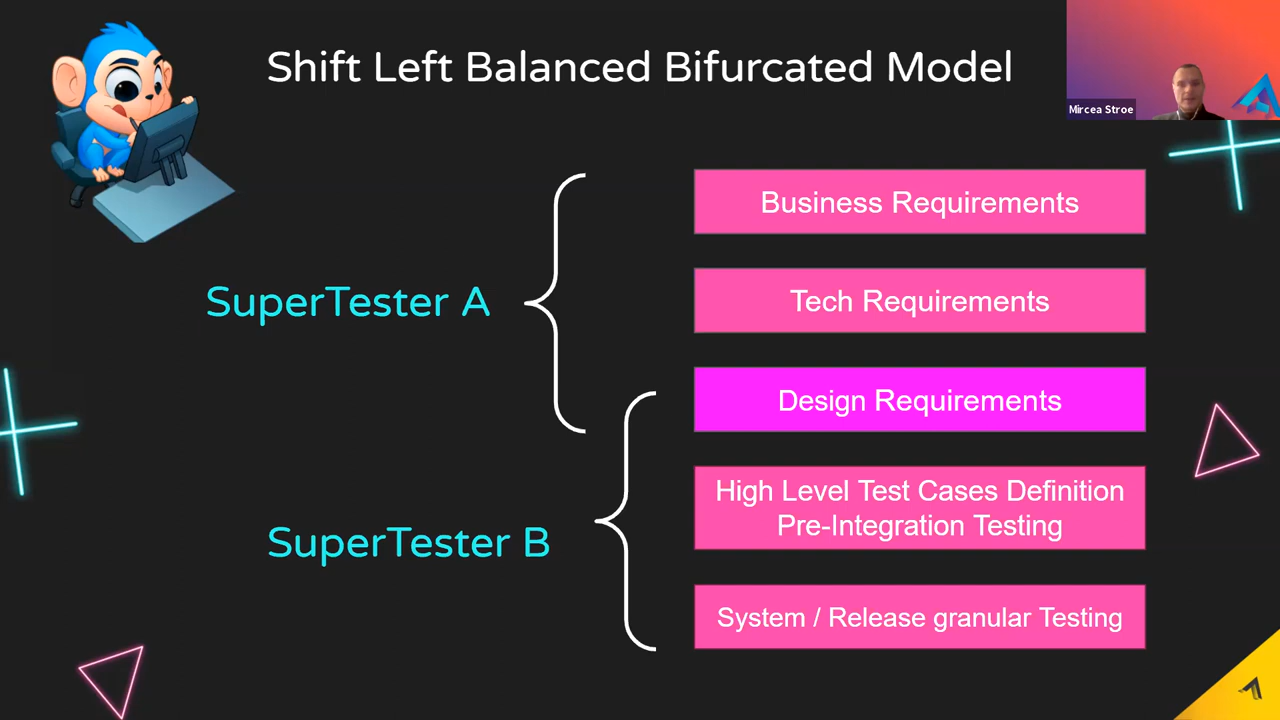 Shift Left Balanced Bifurcated Model
Mircea Stroe
Business Requirements
Tech Requirements
SuperTester A
Design Requirements
High Level Test Cases Definition
Pre-Integration Testing
SuperTester B
System / Release granular Testing